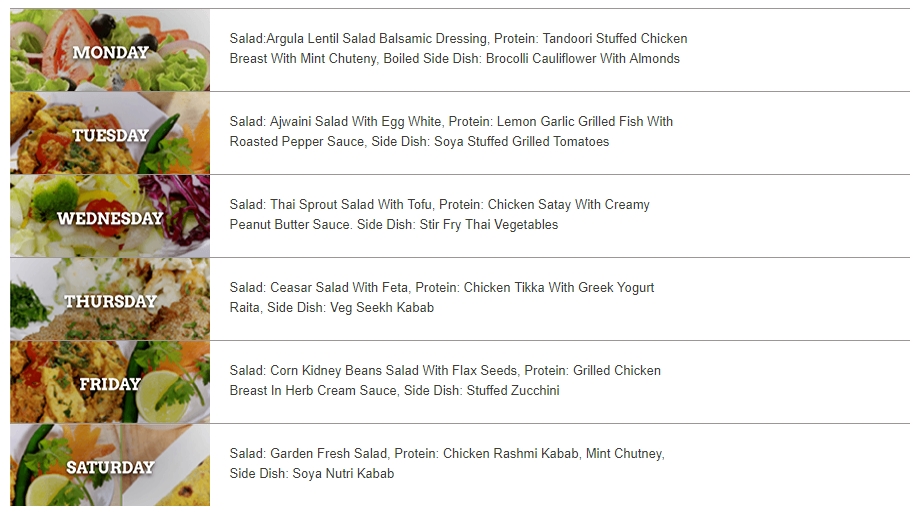 MONDAY
Salad:Argula Lentil Salad Balsamic Dressing, Protein: Tandoori Stuffed Chicken
Breast With Mint Chuteny, Boiled Side Dish: Brocolli Cauliflower With Almonds
TUESDAY
Salad: Ajwaini Salad With Egg White, Protein: Lemon Garlic Grilled Fish With
Roasted Pepper Sauce, Side Dish: Soya Stuffed Grilled Tomatoes
WEDNESDAY
Salad: Thai Sprout Salad With Tofu, Protein: Chicken Satay With Creamy
Peanut Butter Sauce. Side Dish: Stir Fry Thai Vegetables
THURSDAY
Salad: Ceasar Salad With Feta, Protein: Chicken Tikka With Greek Yogurt
Raita, Side Dish: Veg Seekh Kabab
FRIDAY
Salad: Corn Kidney Beans Salad With Flax Seeds, Protein: Grilled Chicken
Breast In Herb Cream Sauce, Side Dish: Stuffed Zucchini
SATURDAY
Salad: Garden Fresh Salad, Protein: Chicken Rashmi Kabab, Mint Chutney,
Side Dish: Soya Nutri Kabab